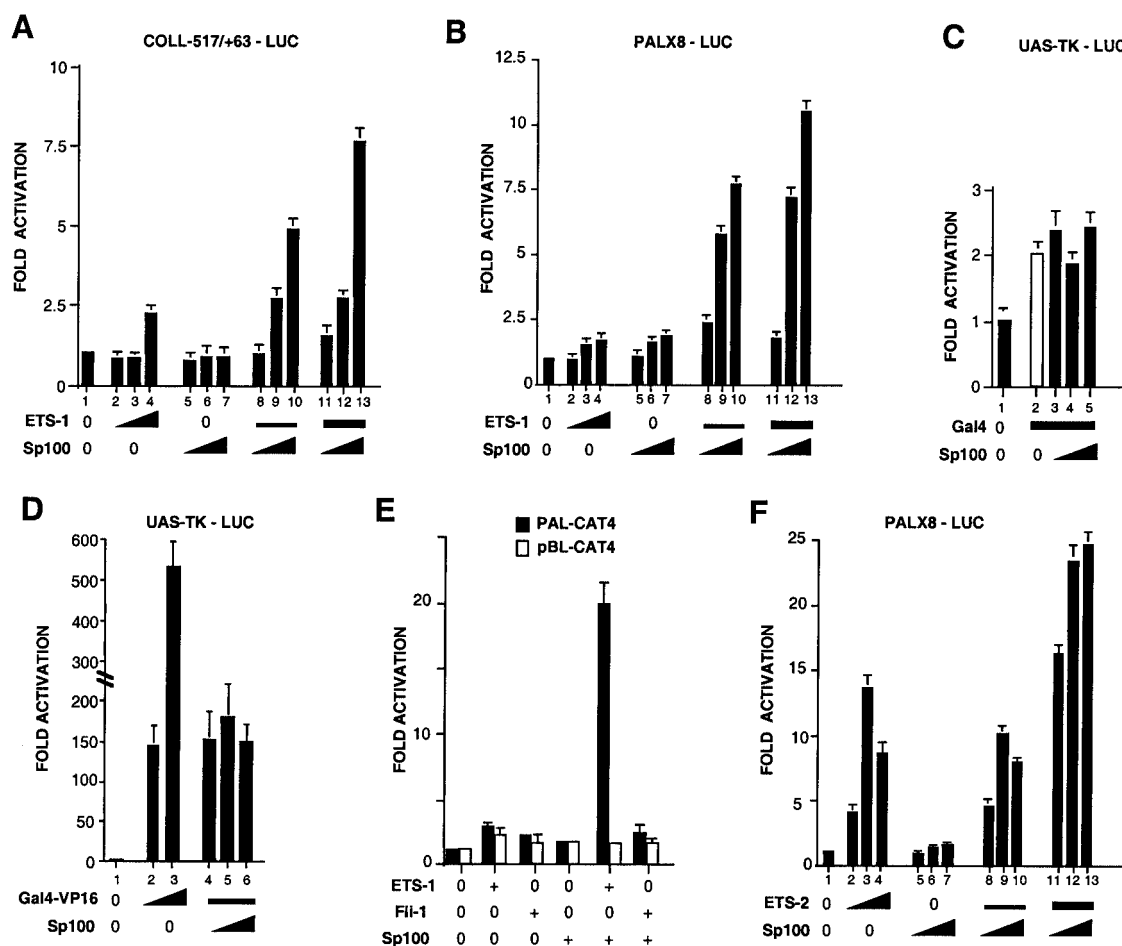 A
COLL-517/+63 - LUC
FOLD ACTIVATION
10
7.5
5
2.5
0
1 2 3 4 5 6 7 8 9 10 11 12 13
ETS-1 0 0
Sp100 0 0
B
PALX8 - LUC
FOLD ACTIVATION
12.5
10
7.5
5
2.5
0
1 2 3 4 5 6 7 8 9 10 11 12 13
ETS-1 0 0
Sp100 0 0
C
UAS-TK - LUC
FOLD ACTIVATION
3
2
1
0
1 2 3 4 5
Gal4 0
Sp100 0 0
D
UAS-TK - LUC
FOLD ACTIVATION
600
500
400
300
200
150
100
50
0
1 2 3 4 5 6
Gal4-VP16 0
Sp100 0 0
E
PAL-CAT4
pBL-CAT4
FOLD ACTIVATION
20
10
0
ETS-1 0 + 0 0 + 0
Fli-1 0 0 + 0 0 +
Sp100 0 0 0 + + +
F
PALX8 - LUC
FOLD ACTIVATION
25
20
15
10
5
0
1 2 3 4 5 6 7 8 9 10 11 12 13
ETS-2 0 0
Sp100 0 0